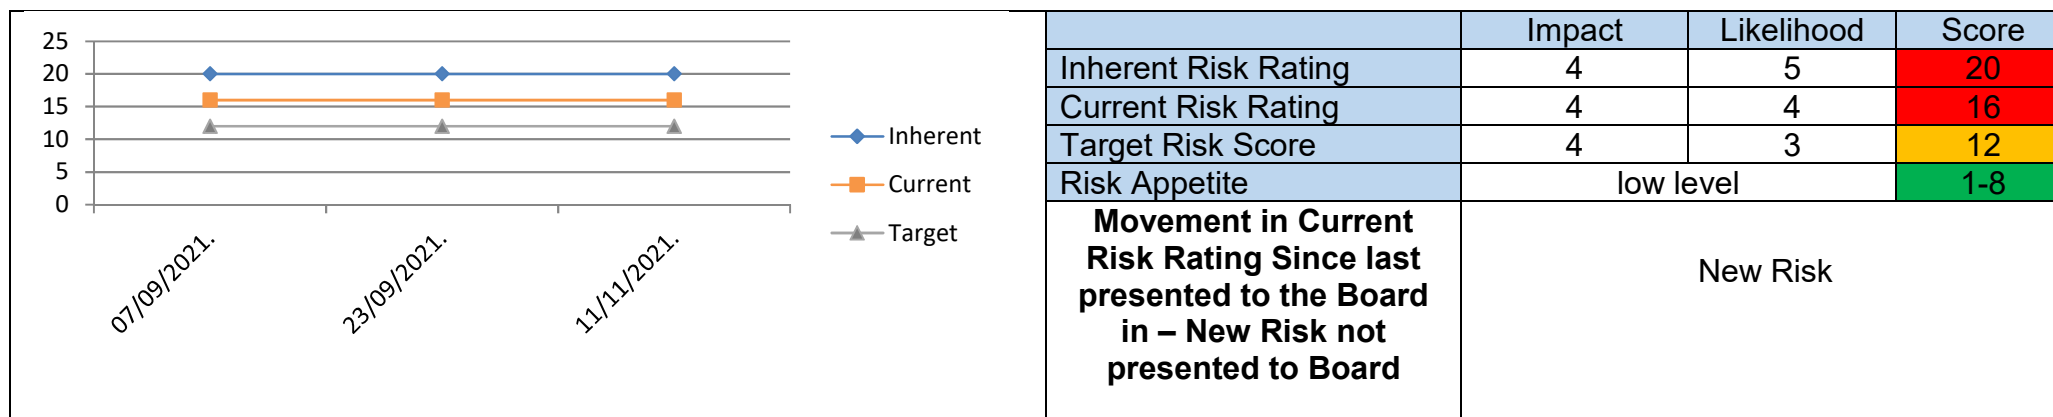 25
20
15
10
5
0
07/09/2021.
23/09/2021.
11/11/2021.
Inherent
Current
Target
Impact Likelihood Score
Inherent Risk Rating 4 5 20
Current Risk Rating 4 4 16
Target Risk Score 4 3 12
Risk Appetite low level 1-8
Movement in Current
Risk Rating Since last
presented to the Board
in – New Risk not
presented to Board
New Risk